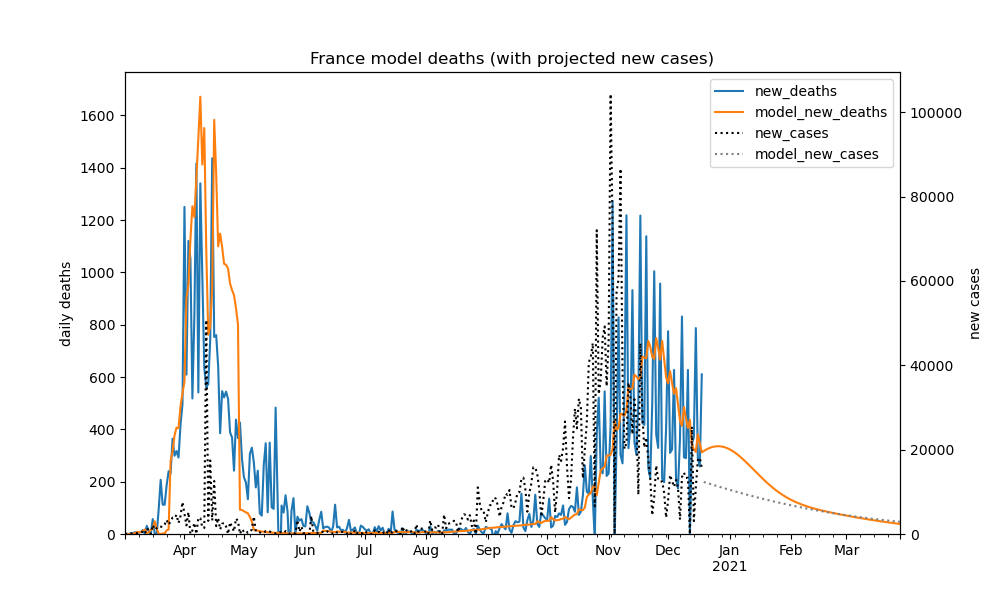 France model deaths (with projected new cases)
new_deaths
model_new_deaths
new_cases
model_new_cases
1600
1400
1200
1000
800
600
400
200
0
daily deaths
100000
80000
60000
40000
20000
0
new cases
Apr May Jun Jul Aug Sep Oct Nov Dec Jan Feb Mar
2021